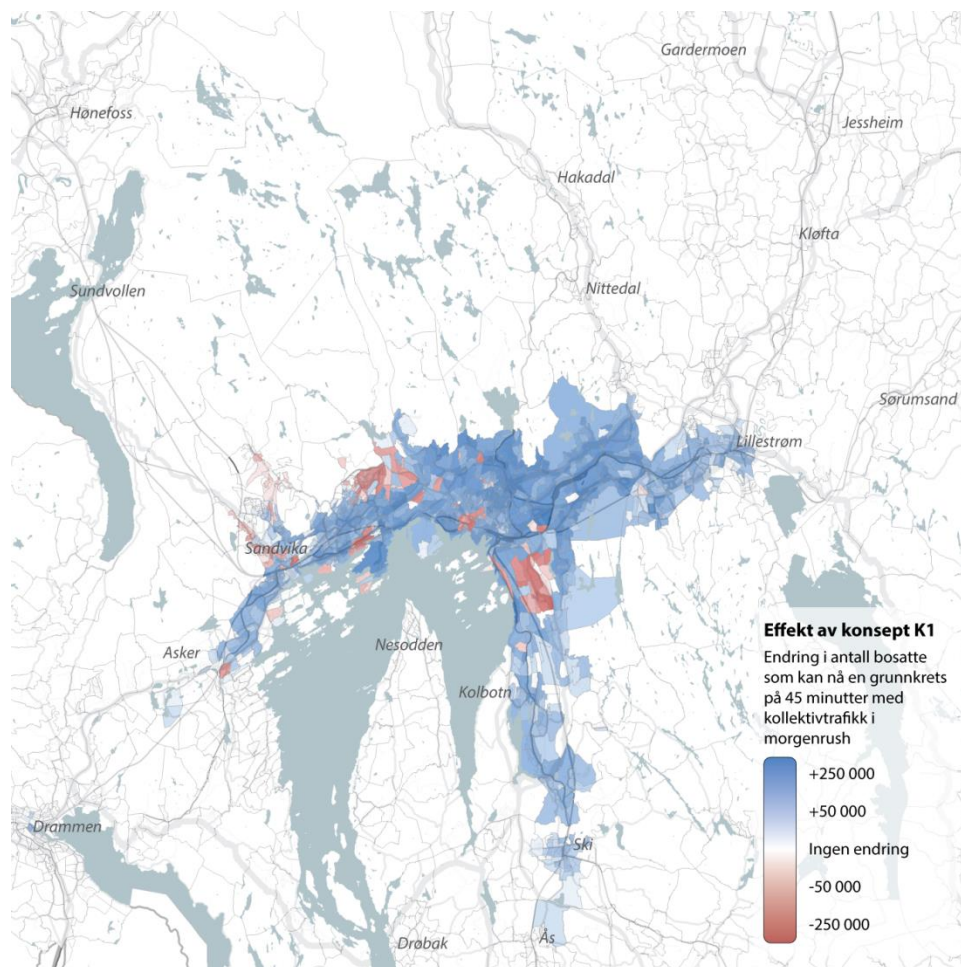 Gardermoen
Hønefoss
Jessheim
Hakadal
Kløfta
Sundvollen
Nittedal
Sørumsand
Lillestrøm
Sandvika
Asker
Nesodden
Kolbotn
Drammen
Ski
Ås
Drøbak
Effekt av konsept K1
Endring i antall bosatte
som kan nå en grunnkrets
på 45 minutter med
kollektivtrafikk i
morgenrush
+250 000
+50 000
Ingen endring
-50 000
-250 000